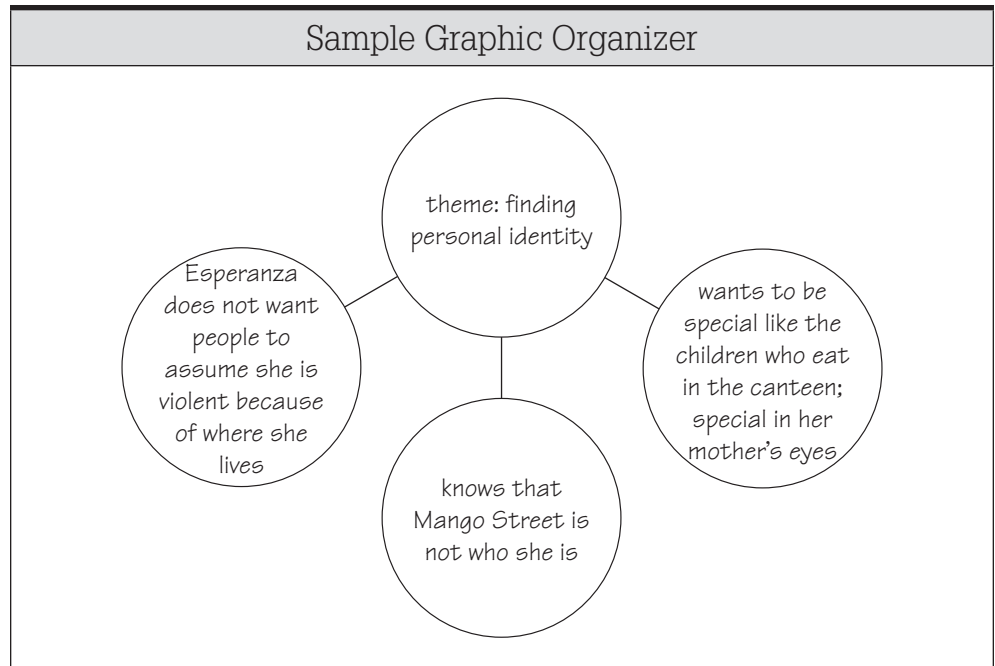 Sample Graphic Organizer
theme: finding
personal identity
Esperanza
does not want
people to
assume she is
violent because
of where she
lives
knows that
Mango Street is
not who she is
wants to be
special like the
children who eat
in the canteen;
special in her
mother's eyes